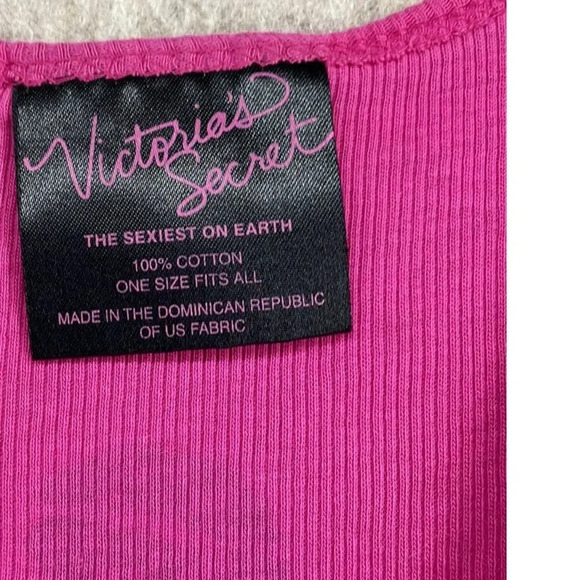 Victoria's
Secret
THE SEXIEST ON EARTH
100% COTTON
ONE SIZE FITS ALL
MADE IN THE DOMINICAN REPUBLIC
OF US FABRIC